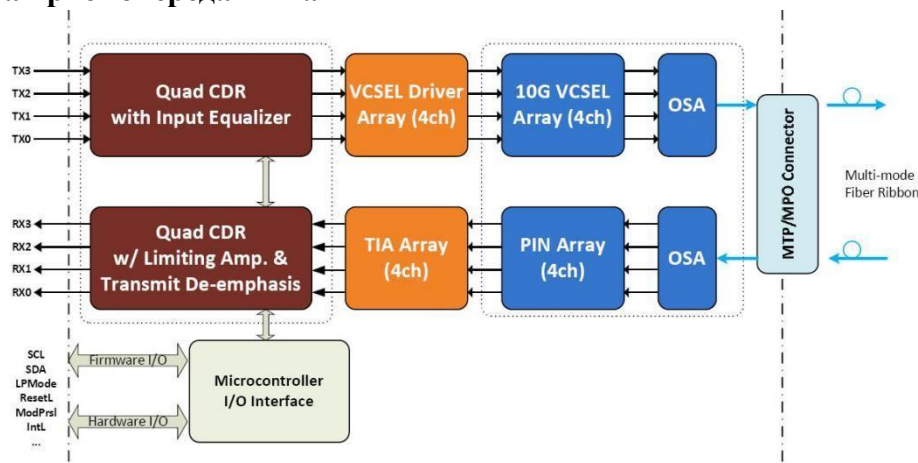 TX3
TX2
TX1
TX0
Quad CDR
with Input Equalizer
VCSEL Driver
Array (4ch)
10G VCSEL
Array (4ch)
OSA
MTP/MPO Connector
Multi-mode
Fiber Ribbon
RX3
RX2
RX1
RX0
Quad CDR
w/ Limiting Amp. &
Transmit De-emphasis
TIA Array
(4ch)
PIN Array
(4ch)
OSA
SCL
SDA
LPMode
ResetL
ModPrsl
IntL
...
Firmware I/O
Hardware I/O
Microcontroller
I/O Interface